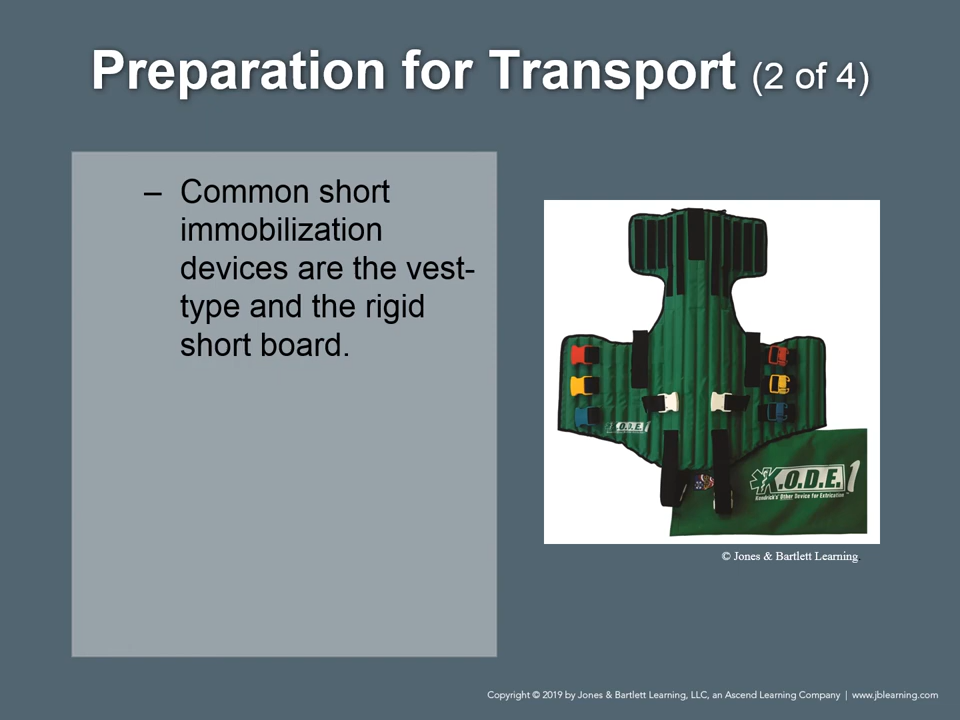 Preparation for Transport (2 of 4)
– Common short
immobilization
devices are the vest-
type and the rigid
short board.
K.O.D.E.1
K.O.D.E.1
Kendrick's' Other Device for Extrication
© Jones & Bartlett Learning.
Copyright © 2019 by Jones & Bartlett Learning, LLC, an Ascend Learning Company | www.jblearning.com